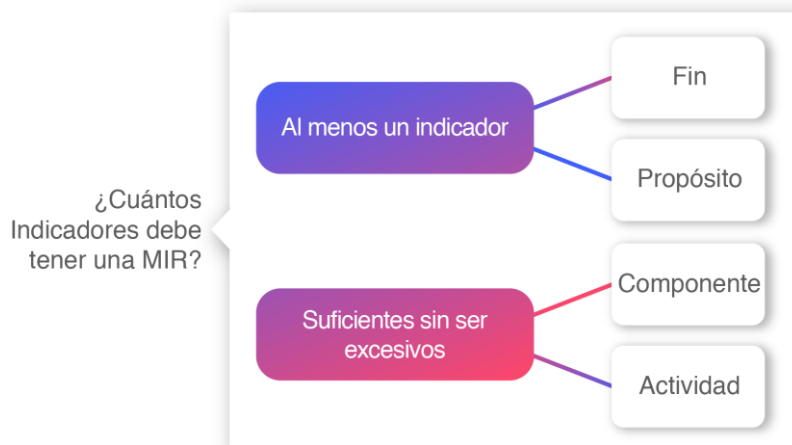 ¿Cuántos
Indicadores debe
tener una MIR?
Al menos un indicador
Fin
Propósito
Suficientes sin ser
excesivos
Componente
Actividad